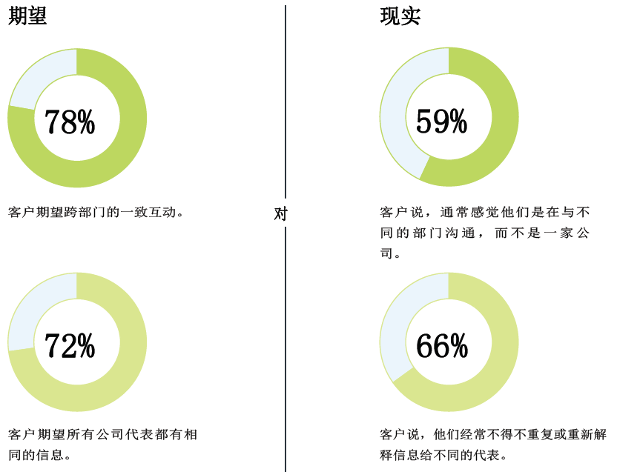 期望
78%
客户期望跨部门的一致互动。
72%
客户期望所有公司代表都有相
同的信息。
对
现实
59%
客户说，通常感觉他们是在与不
同的部门沟通，而不是一家公
司。
66%
客户说，他们经常不得不重复或重新解
释信息给不同的代表。